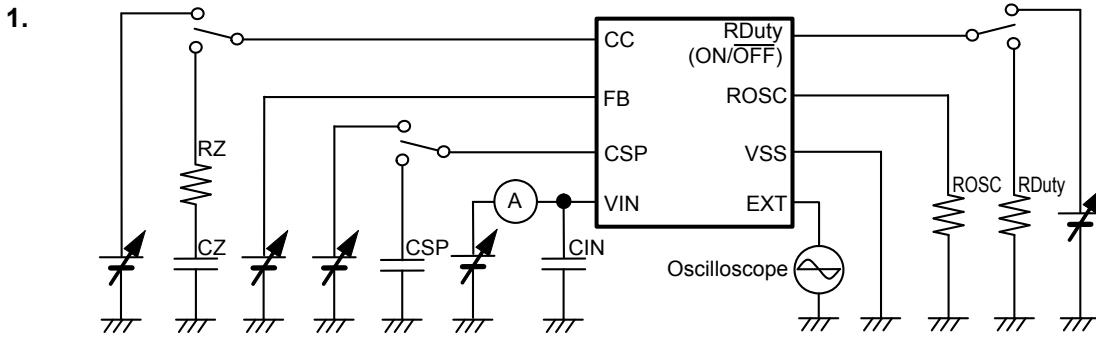 1.
CC
RDuty
(ON/OFF)
FB
ROSC
CSP
VSS
VIN
EXT
RZ
CZ
CSP
A
CIN
Oscilloscope
ROSC
RDuty